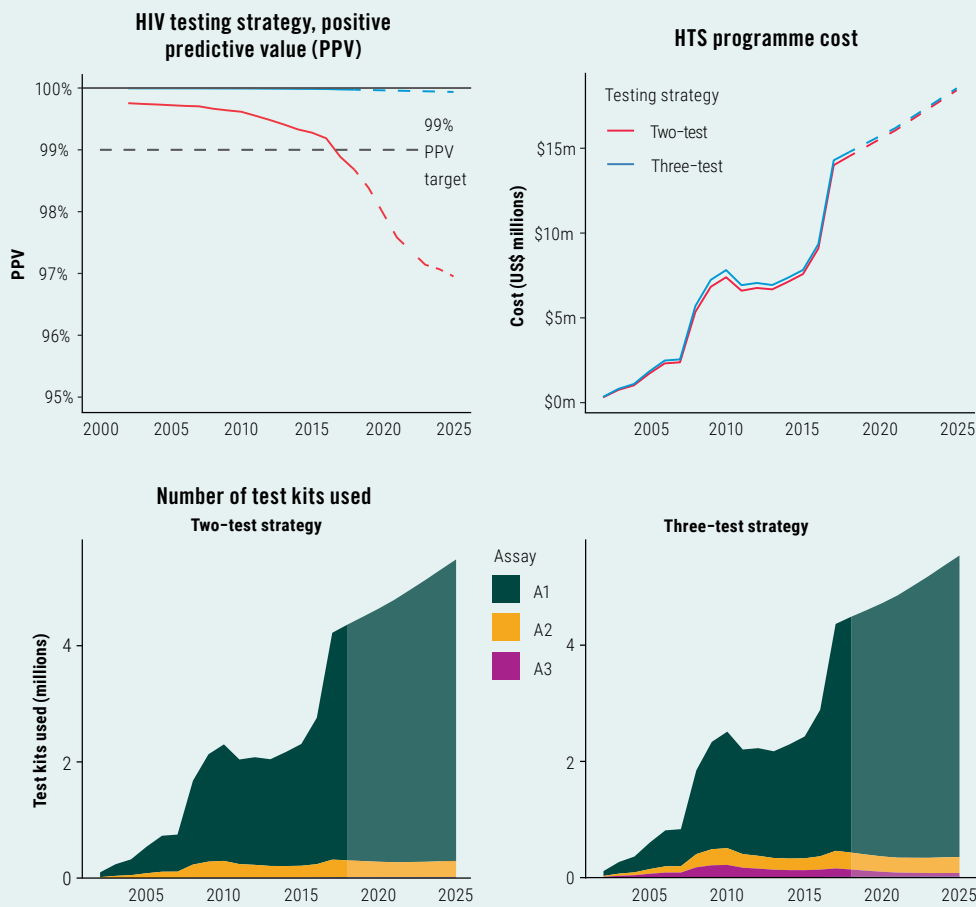 HIV testing strategy, positive
predictive value (PPV)
100%
99%
98%
97%
96%
95%
PPV
99%
PPV
target
2000 2005 2010 2015 2020 2025
HTS programme cost
Testing strategy
Two-test
Three-test
$15m
$10m
$5m
$0m
Cost (US$ millions)
2005 2010 2015 2020 2025
Number of test kits used
Two-test strategy
4
2
0
Test kits used (millions)
2005 2010 2015 2020 2025
Assay
A1
A2
A3
Three-test strategy
4
2
0
2005 2010 2015 2020 2025